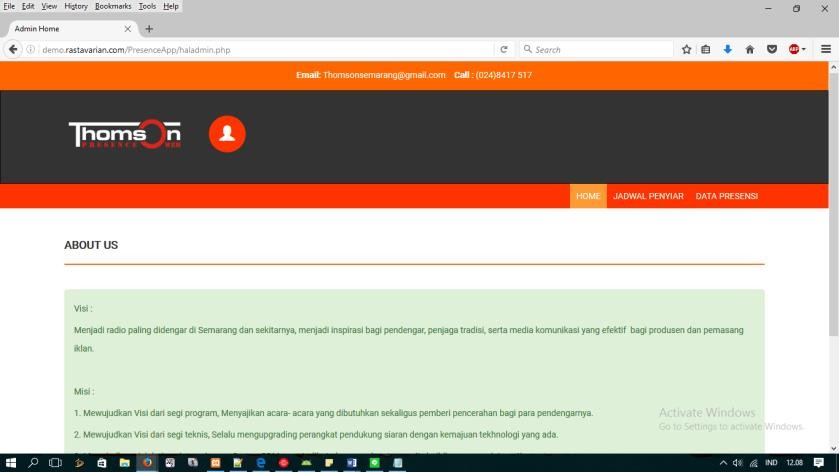 File Edit View History Bookmarks Tools Help
Admin Home
demo.rastavarian.com/PresenceApp/haladmin.php
Search
ABP
Email: Thomsonsemarang@gmail.com Call : (024)8417 517
Thomson
PRESENCE WEB
HOME JADWAL PENYIAR DATA PRESENSI
ABOUT US
Visi :
Menjadi radio paling didengar di Semarang dan sekitarnya, menjadi inspirasi bagi pendengar, penjaga tradisi, serta media komunikasi yang efektif bagi produsen dan pemasang
iklan.
Misi :
1. Mewujudkan Visi dari segi program, Menyajikan acara- acara yang dibutuhkan sekaligus pemberi pencerahan bagi para pendengarnya.
2. Mewujudkan Visi dari segi teknis, Selalu mengupgrading perangkat pendukung siaran dengan kemajuan tekhnologi yang ada.
Activate Windows
Go to Settings to activate Windows.
IND 12.08